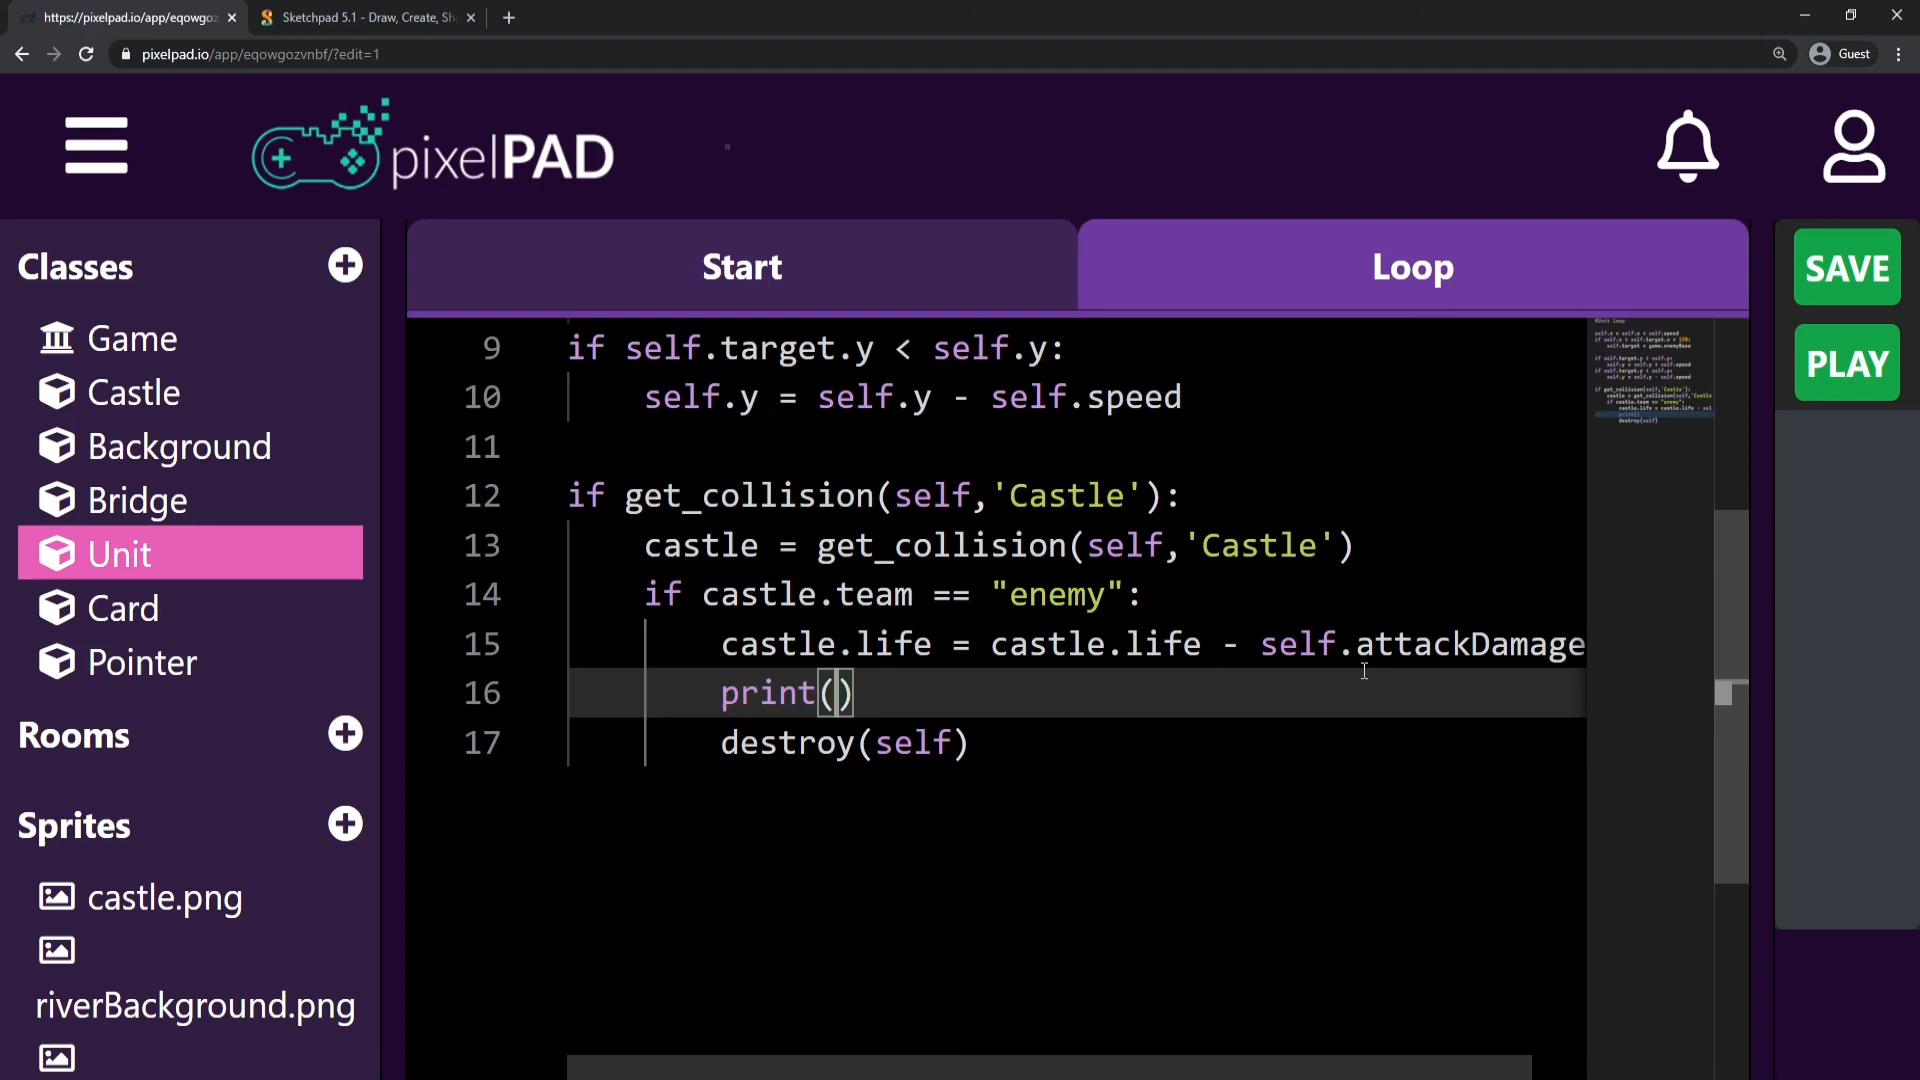 https://pixelpad.io/app/eqowgoz
Sketchpad 5.1 - Draw, Create, Sh
pixelpad.io/app/eqowgozvnbf/?edit=1
Guest
pixelPAD
Classes
Game
Castle
Background
Bridge
Unit
Card
Pointer
Rooms
Sprites
castle.png
riverBackground.png
Start
Loop
9 if self.target.y < self.y:
10 self.y = self.y - self.speed
11
12 if get_collision(self,'Castle'):
13 castle = get_collision(self,'Castle')
14 if castle.team == "enemy":
15 castle.life = castle.life - self.attackDamage
16 print()
17 destroy(self)
SAVE
PLAY